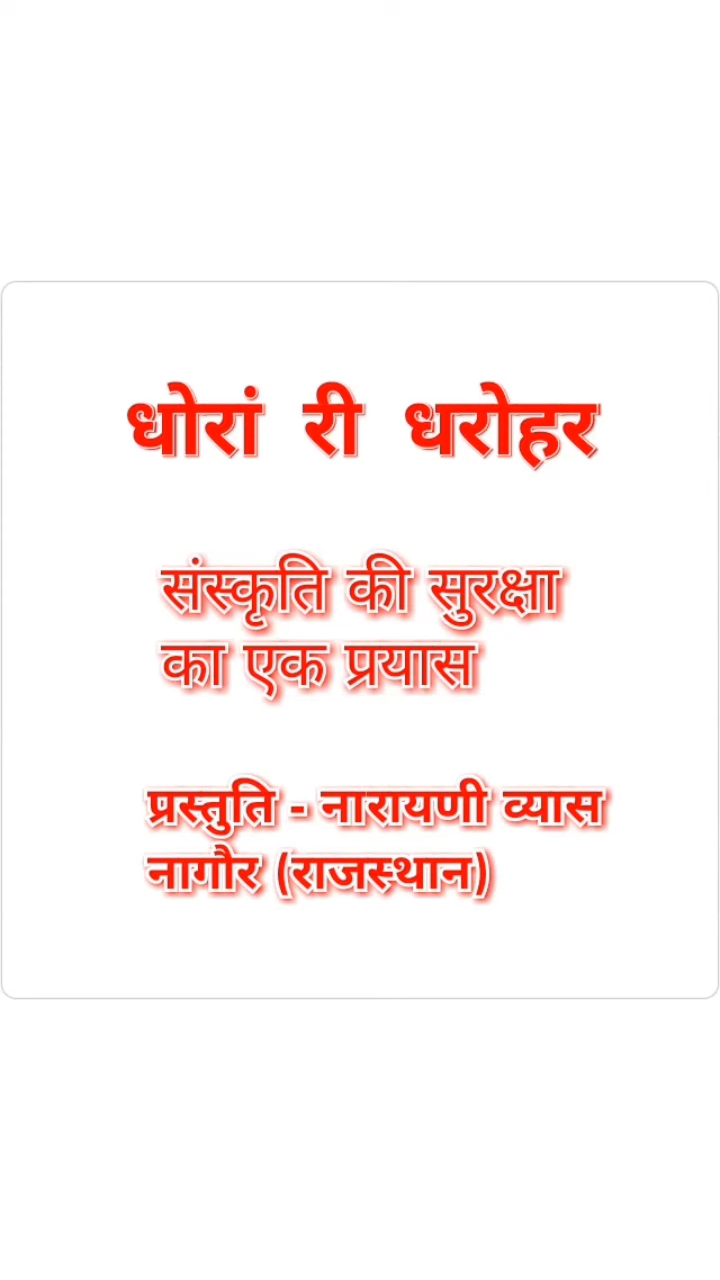 धोरां री धरोहर
संस्कृति की सुरक्षा
का एक प्रयास
प्रस्तुति - नारायणी व्यास
नागौर (राजस्थान)